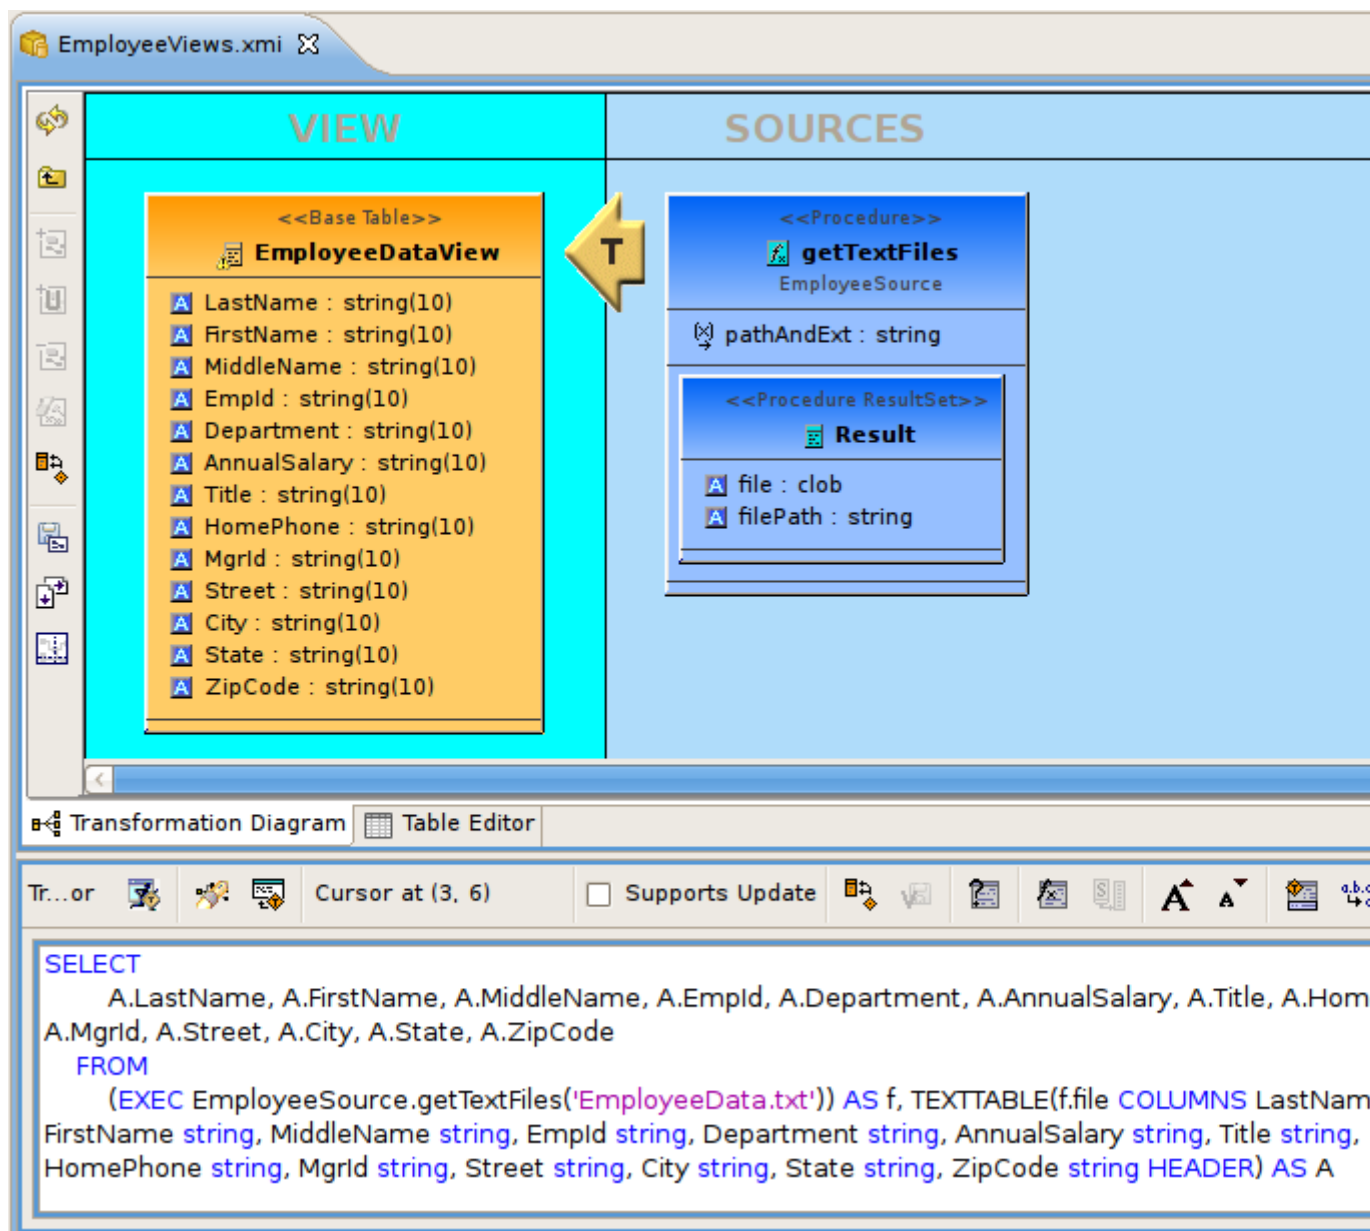 EmployeeViews.xmi
VIEW
SOURCES
<<Base Table>>
EmployeeDataView
LastName : string(10)
FirstName : string(10)
MiddleName : string(10)
EmpId : string(10)
Department : string(10)
AnnualSalary : string(10)
Title : string(10)
HomePhone : string(10)
MgrId : string(10)
Street : string(10)
City : string(10)
State : string(10)
ZipCode : string(10)
T
<<Procedure>>
getTextFiles
EmployeeSource
pathAndExt : string
<<Procedure ResultSet>>
Result
file : clob
filePath : string
Transformation Diagram
Table Editor
Tr...or
Cursor at (3, 6)
Supports Update
SELECT
A.LastName, A.FirstName, A.MiddleName, A.EmpId, A.Department, A.AnnualSalary, A.Title, A.Hom
A.MgrId, A.Street, A.City, A.State, A.ZipCode
FROM
(EXEC EmployeeSource.getTextFiles('EmployeeData.txt')) AS f, TEXTTABLE(f.file COLUMNS LastNam
FirstName string, MiddleName string, EmpId string, Department string, AnnualSalary string, Title string,
HomePhone string, MgrId string, Street string, City string, State string, ZipCode string HEADER) AS A